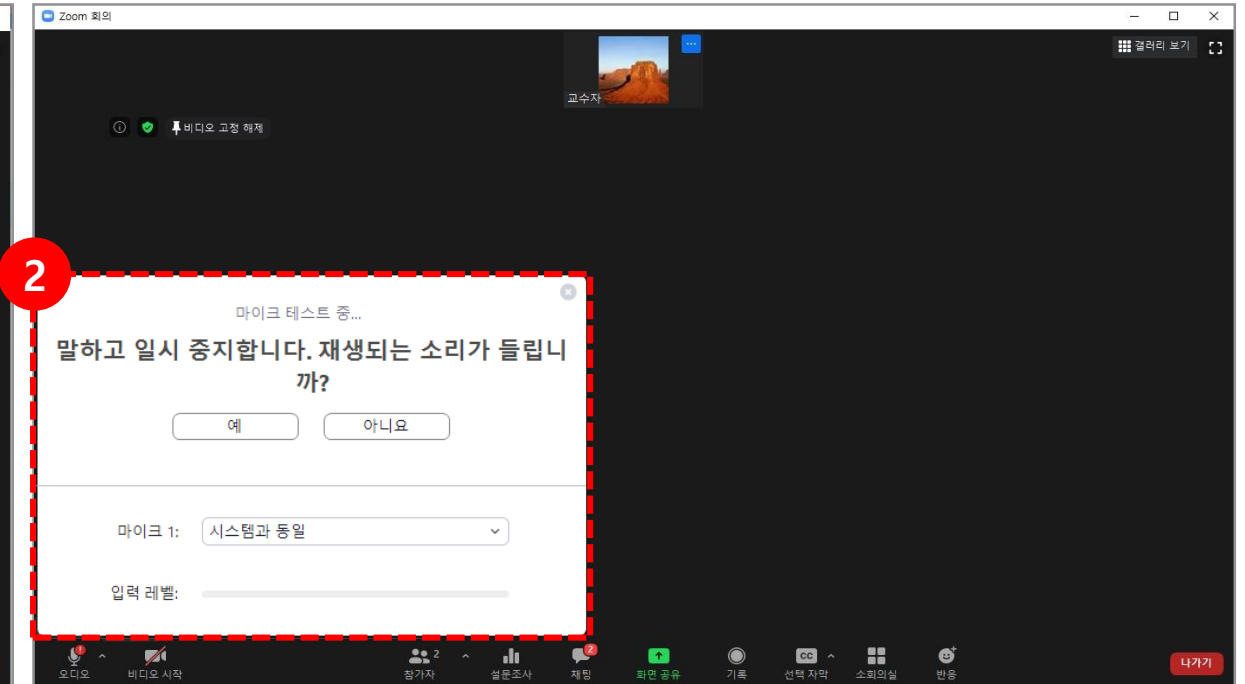 Zoom 회의
갤러리 보기
교수자
비디오 고정 해제
2
마이크 테스트 중...
말하고 일시 중지합니다. 재생되는 소리가 들립니
까?
예 아니요
마이크 1: 시스템과 동일
입력 레벨:
2 2 CC
오디오 비디오 시작 참가자 설문조사 채팅 화면 공유 기록 선택 자막 소회의실 반응 나가기